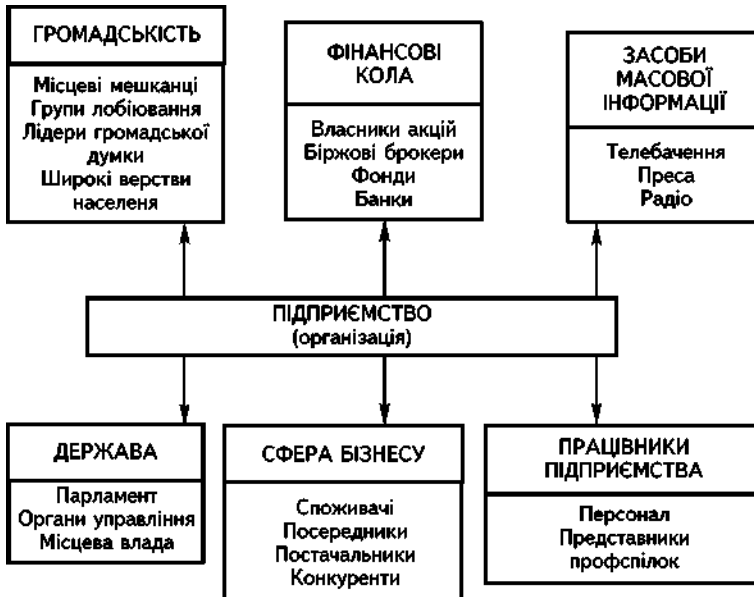 ГРОМАДСЬКІСТЬ
Місцеві мешканці
Групи лобіювання
Лідери громадської
думки
Широкі верстви
населеня
ФІНАНСОВІ
КОЛА
Власники акцій
Біржові брокери
Фонди
Банки
ЗАСОБИ
МАСОВОЇ
ІНФОРМАЦІЇ
Телебачення
Преса
Радіо
ПІДПРИЄМСТВО
(організація)
ДЕРЖАВА
Парламент
Органи управління
Місцева влада
СФЕРА БІЗНЕСУ
Споживачі
Посередники
Постачальники
Конкуренти
ПРАЦІВНИКИ
ПІДПРИЄМСТВА
Персонал
Представники
профспілок